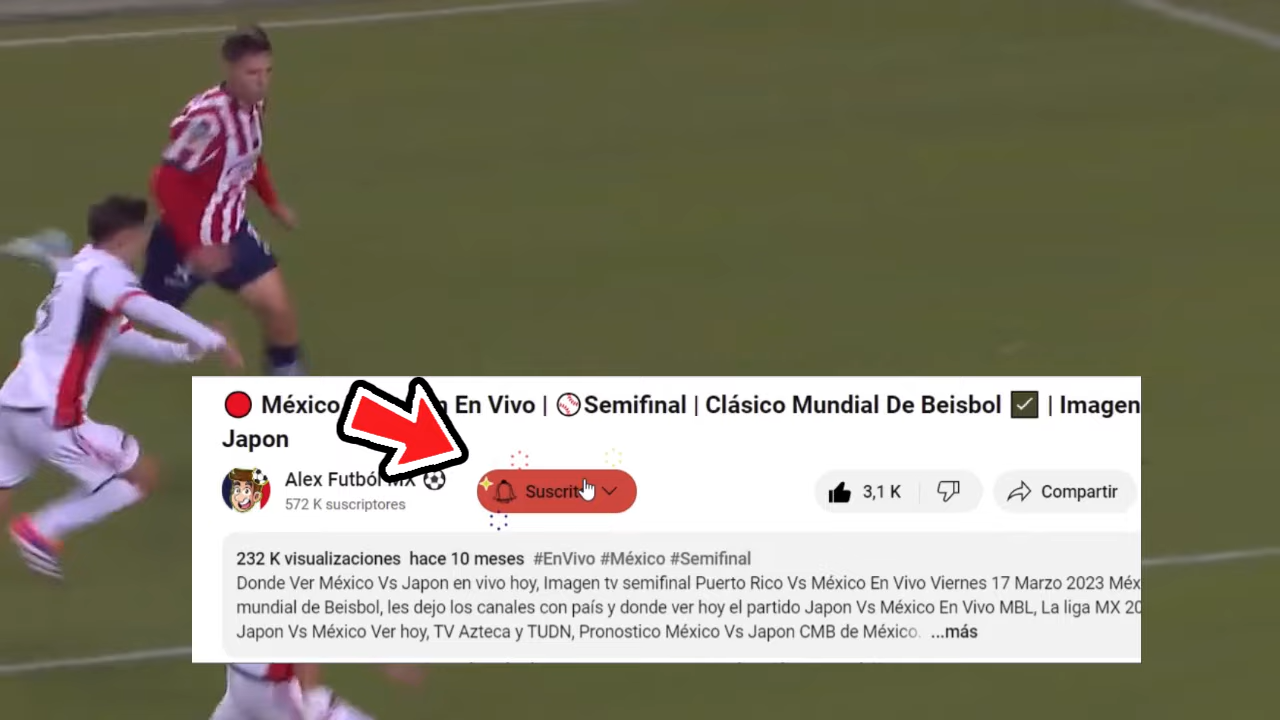 México n En Vivo | Semifinal | Clásico Mundial De Beisbol | Imagen
Japon
Alex Futból MX
572 K suscriptores
Suscrit
3,1 K
Compartir
232 K visualizaciones hace 10 meses #EnVivo #México #Semifinal
Donde Ver México Vs Japon en vivo hoy, Imagen tv semifinal Puerto Rico Vs México En Vivo Viernes 17 Marzo 2023 Méx
mundial de Beisbol, les dejo los canales con país y donde ver hoy el partido Japon Vs México En Vivo MBL, La liga MX 20
Japon Vs México Ver hoy, TV Azteca y TUDN, Pronostico México Vs Japon CMB de México. ...más